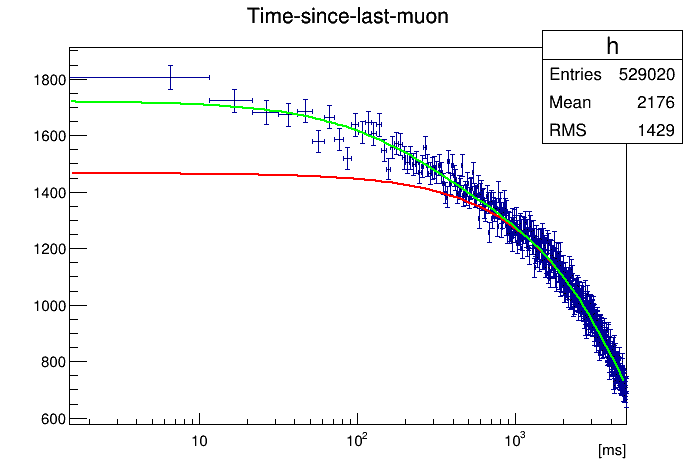 Time-since-last-muon
h
Entries 529020
Mean 2176
RMS 1429
1800
1600
1400
1200
1000
800
600
10
10²
10³
[ms]